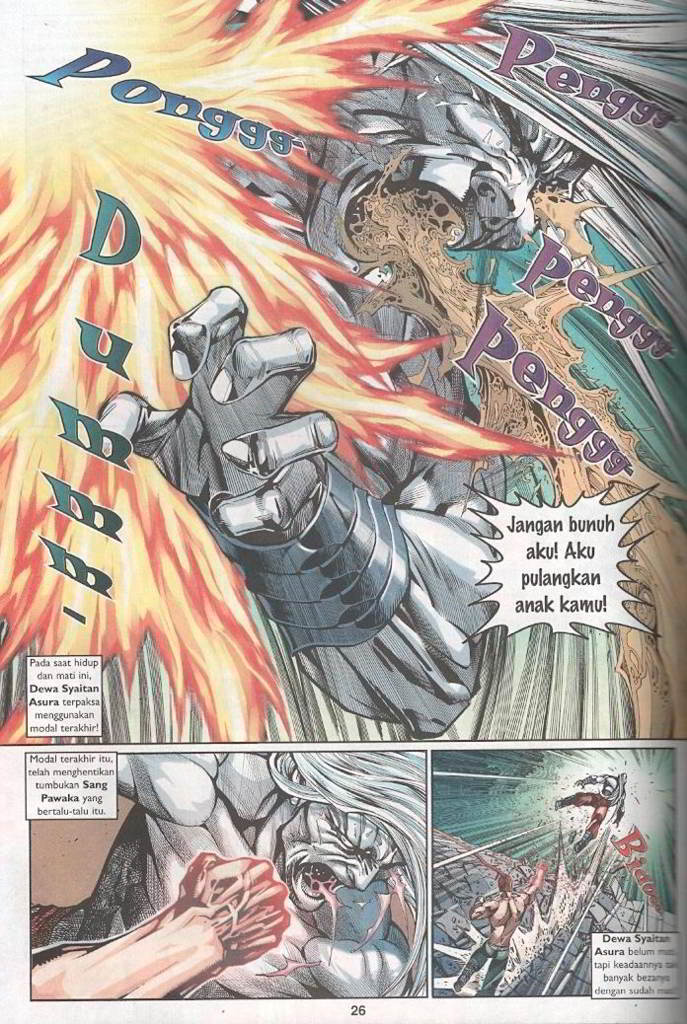 Ponggg-
Penggg-
Dummm-
Penggg-
Penggg-
Jangan bunuh
aku! Aku
pulangkan
anak kamu!
Pada saat hidup
dan mati ini,
Dewa Syaitan
Asura terpaksa
menggunakan
modal terakhir!
Modal terakhir itu,
telah menghentikan
tumbukan Sang
Pawaka yang
bertalu-talu itu.
Dewa Syaitan
Asura belum
tapi keadaannya
banyak bezanya
dengan sudah
26